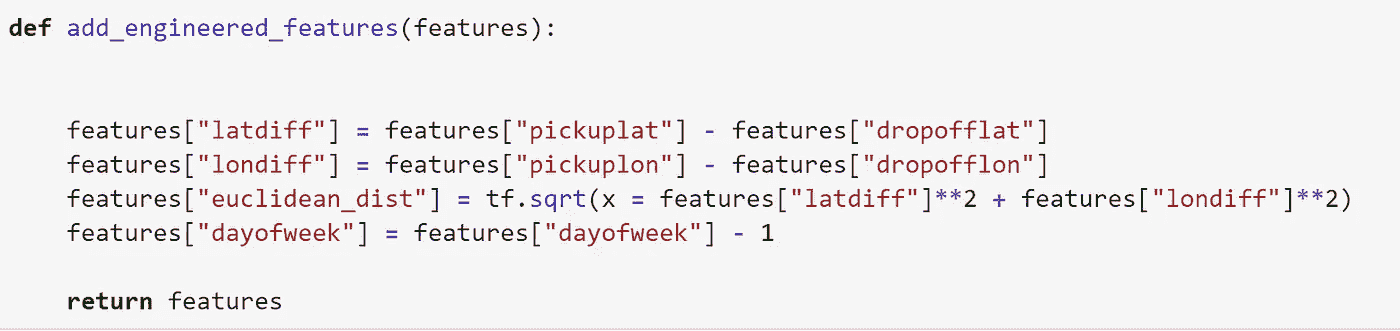 def add_engineered_features(features):
    features["latdiff"] = features["pickuplat"] - features["dropofflat"]
    features["londiff"] = features["pickuplon"] - features["dropofflon"]
    features["euclidean_dist"] = tf.sqrt(x = features["latdiff"]**2 + features["londiff"]**2)
    features["dayofweek"] = features["dayofweek"] - 1
    return features